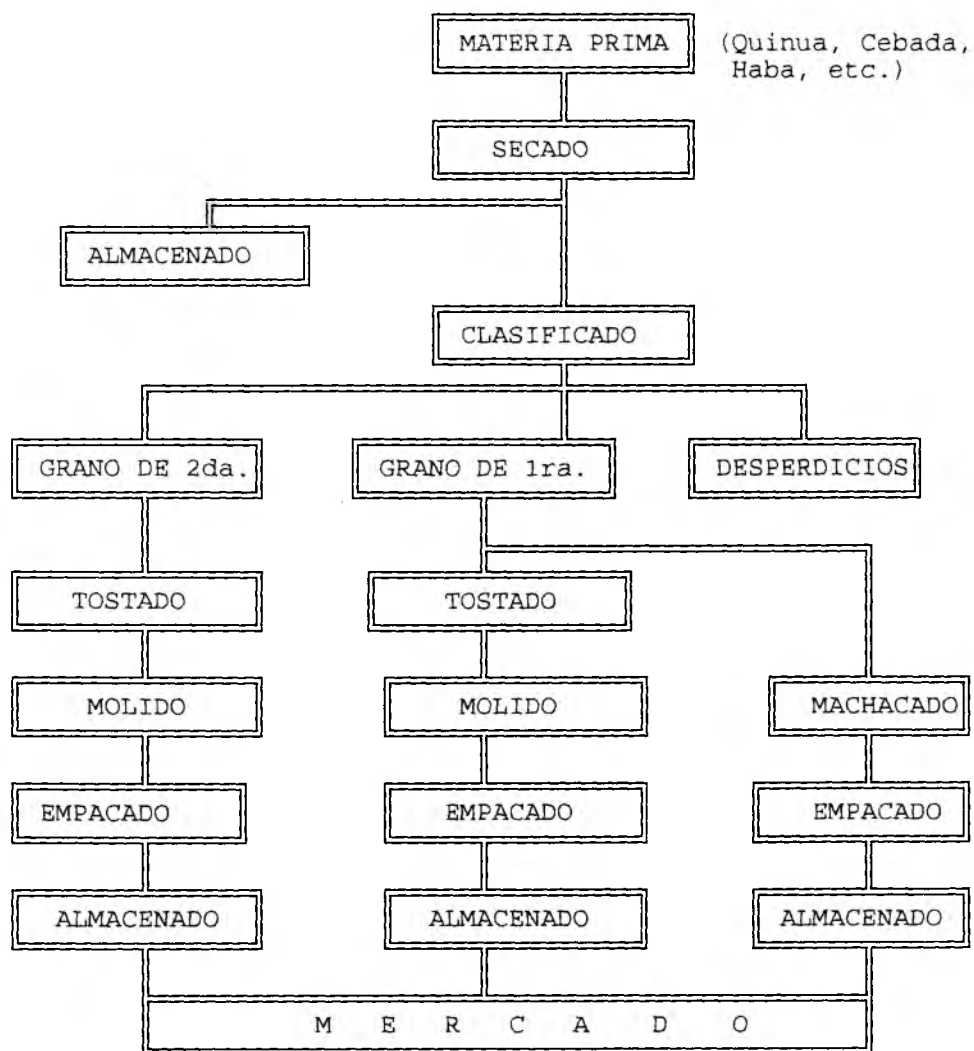 MATERIA PRIMA (Quinua, Cebada,
Haba, etc.)
SECADO
ALMACENADO
CLASIFICADO
GRANO DE 2da. GRANO DE 1ra. DESPERDICIOS
TOSTADO TOSTADO
MOLIDO MOLIDO MACHACADO
EMPACADO EMPACADO EMPACADO
ALMACENADO ALMACENADO ALMACENADO
M E R C A D O